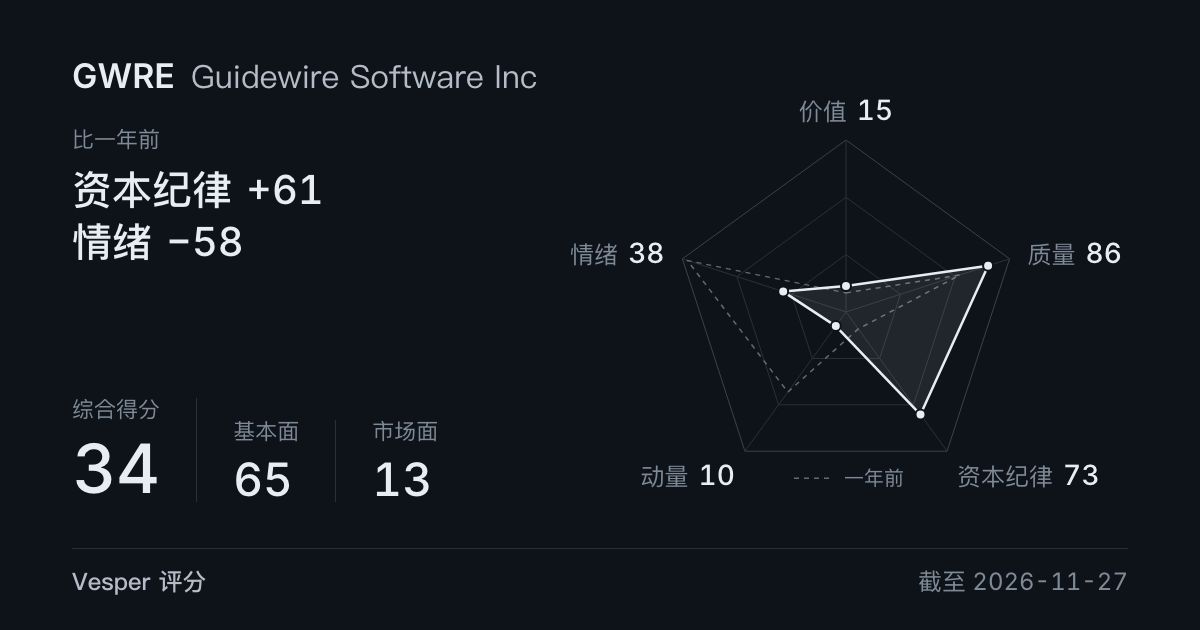 GWRE Guidewire Software Inc
比一年前
资本纪律 +61
情绪 −58
价值 15
情绪 38
质量 86
动量 10
一年前
资本纪律 73
综合得分
34
基本面
65
市场面
13
Vesper 评分
截至 2026-11-27